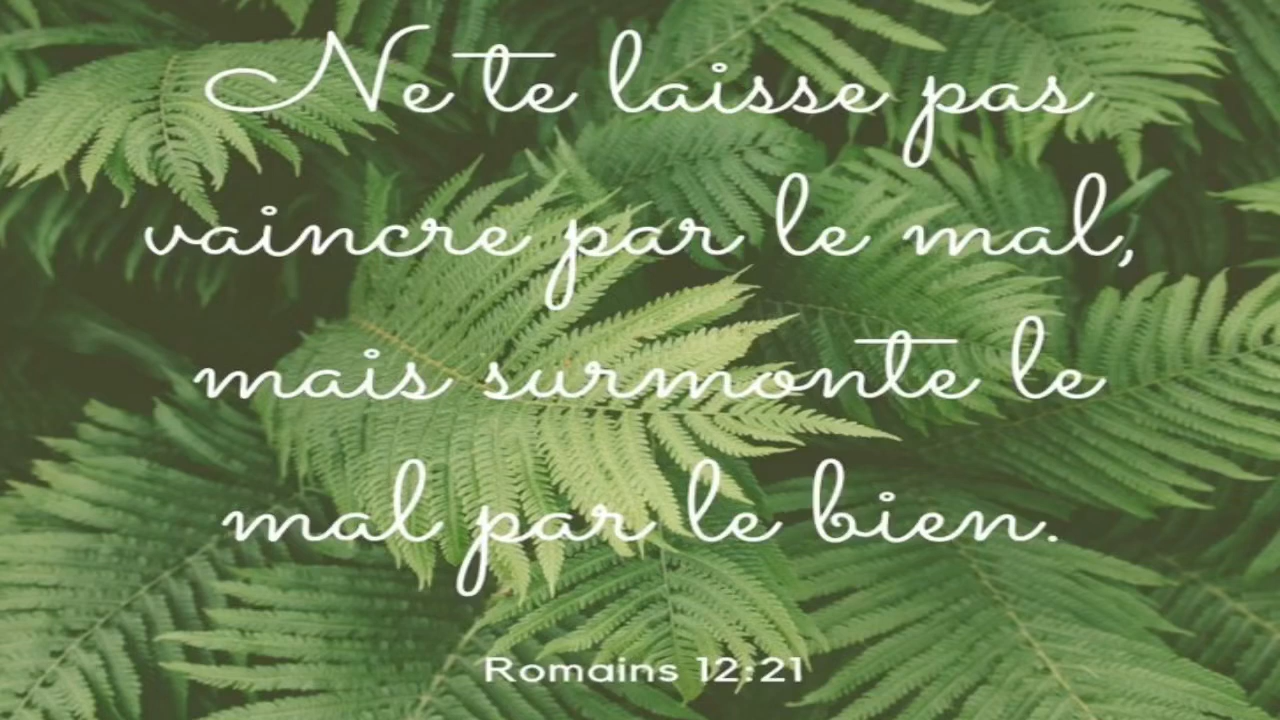 Ne te laisse pas
vaincre par le mal,
mais surmonte le
mal par le bien.
Romains 12:21